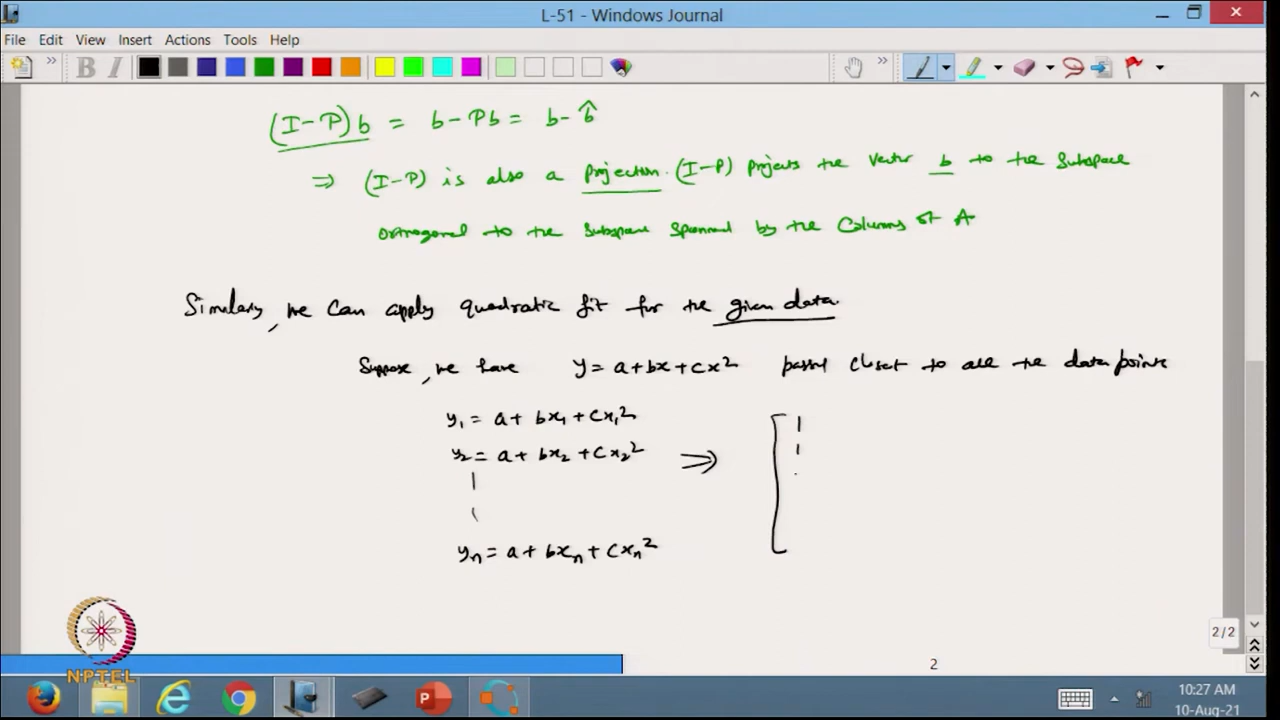 L-51 - Windows Journal
File Edit View Insert Actions Tools Help
(I-P)b = b-Pb = b-b̂
⇒ (I-P) is also a projection. (I-P) projects the vector b to the subspace
orthogonal to the subspace spanned by the columns of A
Similarly, we can apply quadratic fit for the given data.
Suppose, we have y = a+bx+cx² passed closet to all the data points
y₁ = a+bx₁+cx₁²
y₂ = a+bx₂+cx₂² ⇒ [ 1
1
yₙ = a+bxₙ+cxₙ²
2/2
2
NPTEL
10:27 AM
10-Aug-21